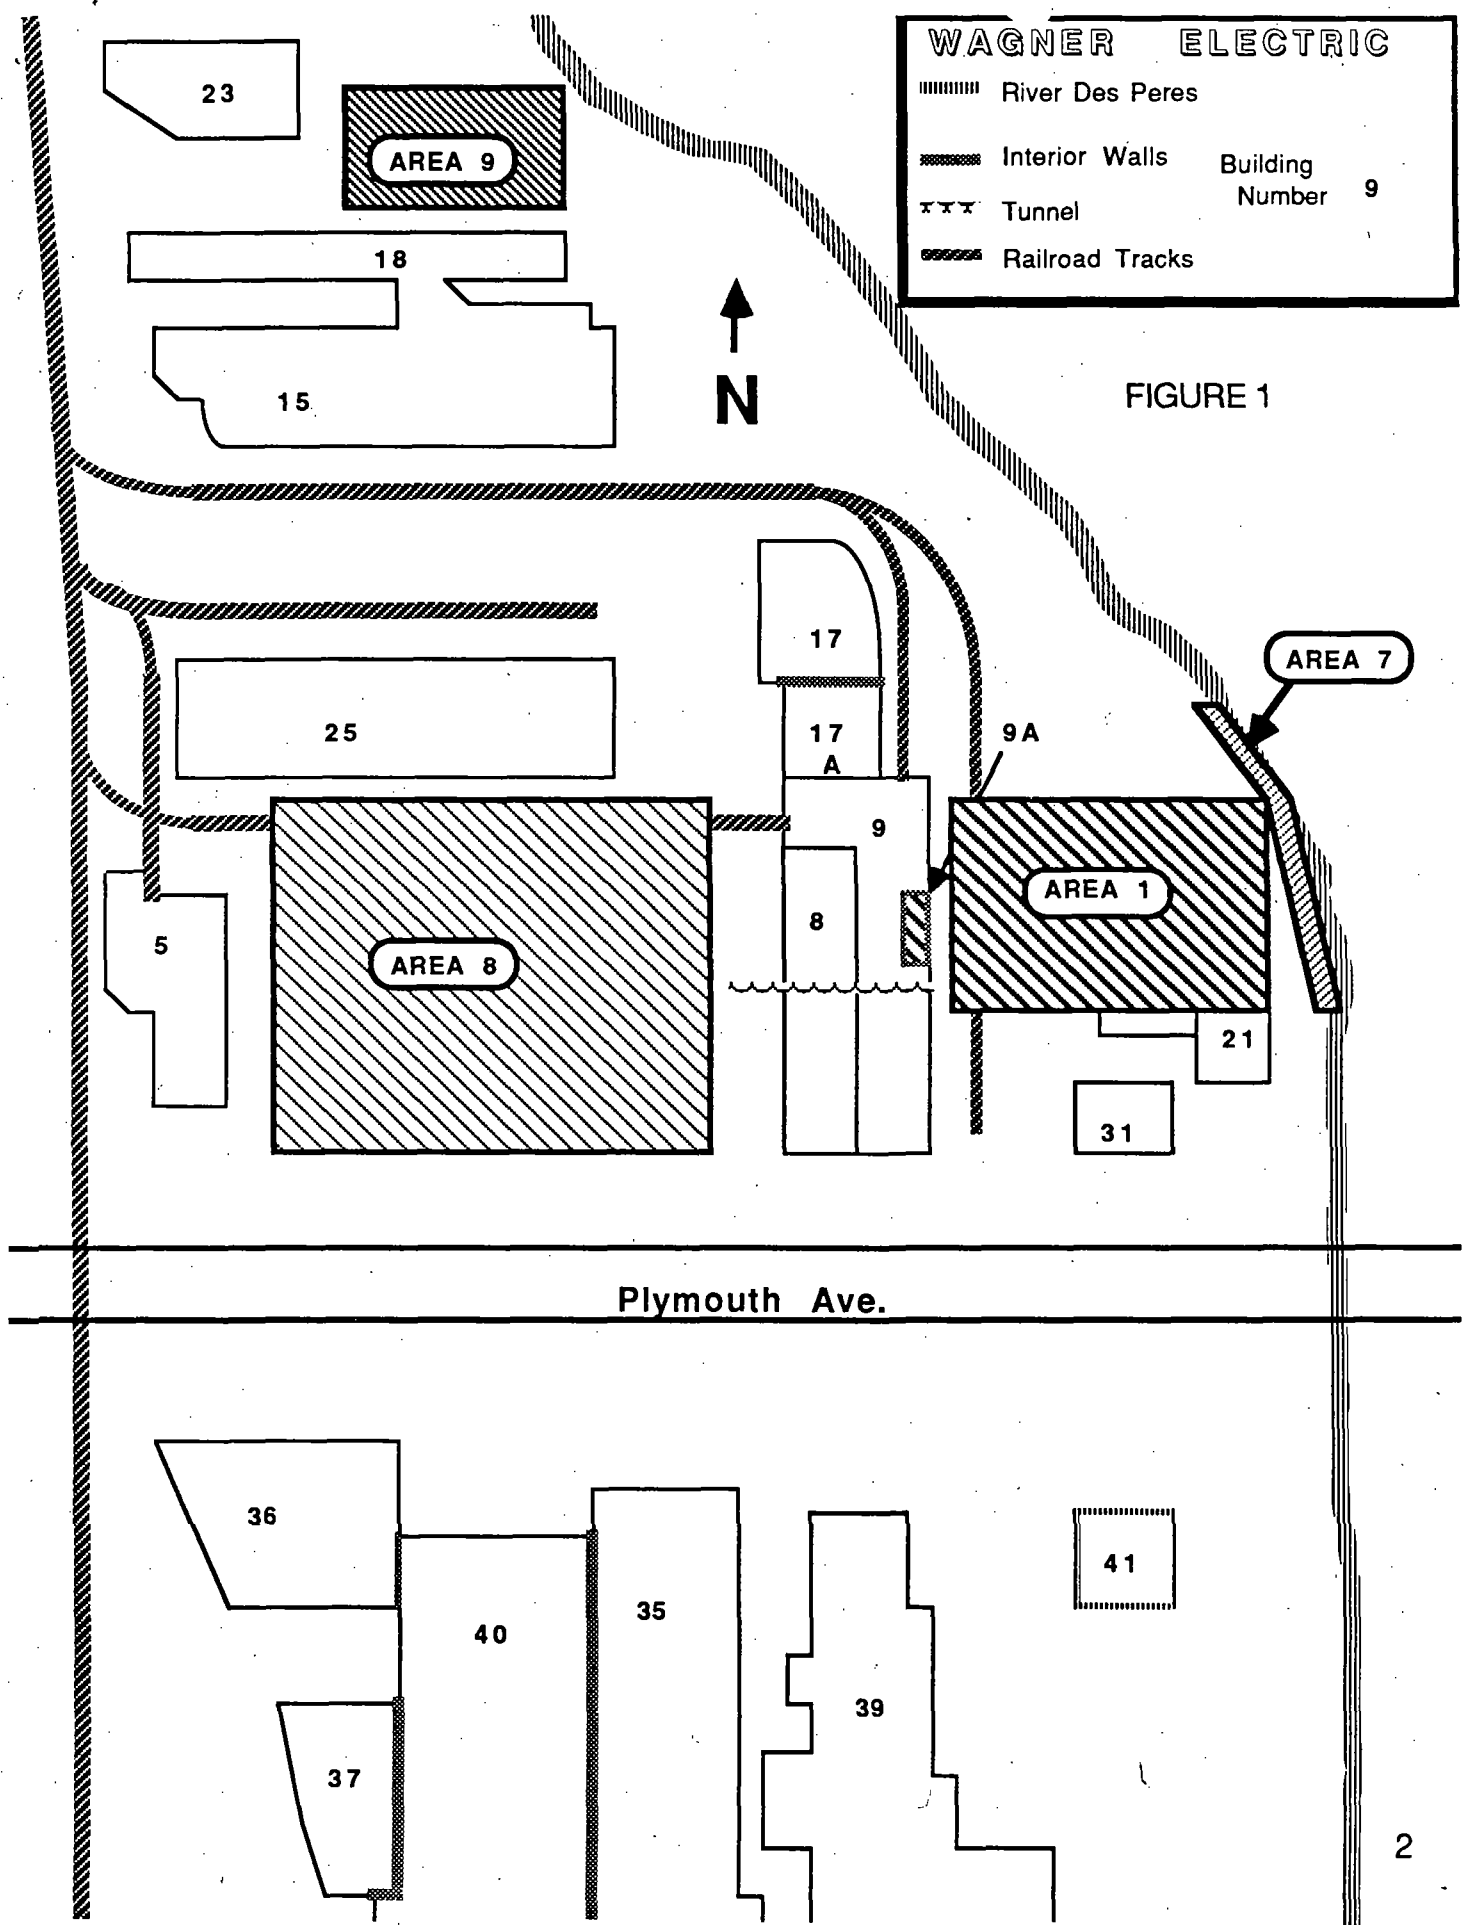 WAGNER ELECTRIC
River Des Peres
Interior Walls
Building
Number 9
Tunnel
Railroad Tracks
23
AREA 9
18
N
FIGURE 1
15
17
AREA 7
25
17
A
9A
9
AREA 1
8
5
AREA 8
21
31
Plymouth Ave.
36
41
35
40
39
37
2